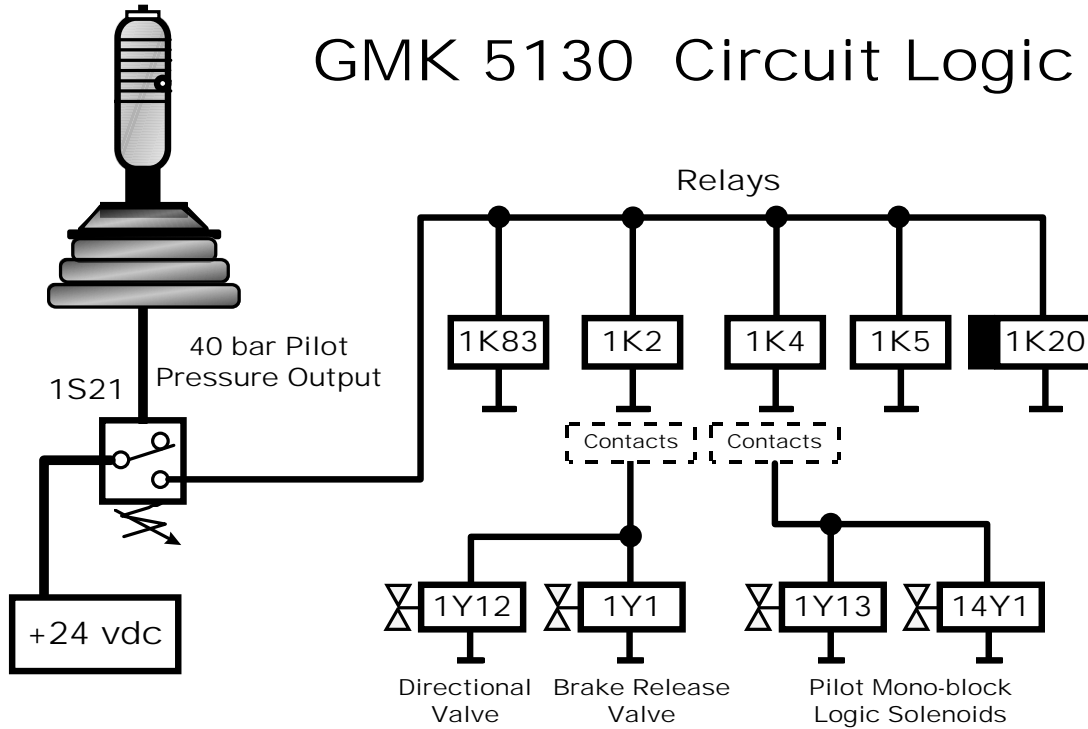 GMK 5130 Circuit Logic
Relays
1K83
1K2
1K4
1K5
1K20
40 bar Pilot
Pressure Output
1S21
Contacts
Contacts
+24 vdc
1Y12
1Y1
1Y13
14Y1
Directional
Valve
Brake Release
Valve
Pilot Mono-block
Logic Solenoids